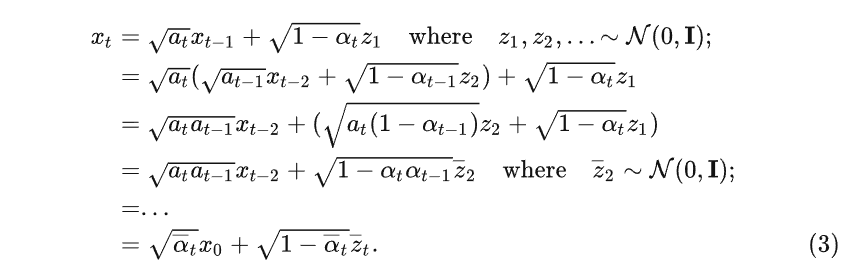 x_t = √a_t x_{t−1} + √(1 − α_t) z_1 where z_1, z_2, … ∼ 𝒩(0, 𝐈);
= √a_t (√a_{t−1} x_{t−2} + √(1 − α_{t−1}) z_2) + √(1 − α_t) z_1
= √(a_t a_{t−1}) x_{t−2} + (√(a_t(1 − α_{t−1})) z_2 + √(1 − α_t) z_1)
= √(a_t a_{t−1}) x_{t−2} + √(1 − α_t α_{t−1}) z̅_2 where z̅_2 ∼ 𝒩(0, 𝐈);
=…
= √α̅_t x_0 + √(1 − α̅_t) z̅_t. (3)